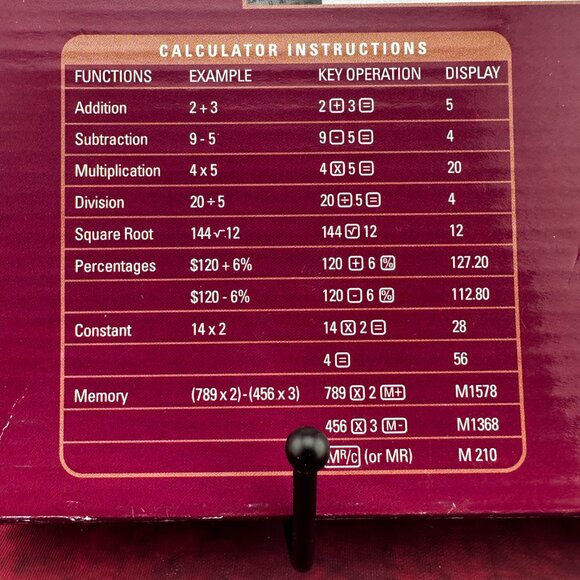 CALCULATOR INSTRUCTIONS
FUNCTIONS EXAMPLE KEY OPERATION DISPLAY
Addition 2 + 3 2 [+] 3 [=] 5
Subtraction 9 - 5 9 [-] 5 [=] 4
Multiplication 4 x 5 4 [x] 5 [=] 20
Division 20 ÷ 5 20 [÷] 5 [=] 4
Square Root 144 √ 12 144 [√] 12 12
Percentages $120 + 6% 120 [+] 6 [%] 127.20
$120 - 6% 120 [-] 6 [%] 112.80
Constant 14 x 2 14 [x] 2 [=] 28
4 [=] 56
Memory (789 x 2) - (456 x 3) 789 [x] 2 [M+] M1578
456 [x] 3 [M-] M1368
[MR/C] (or MR) M 210